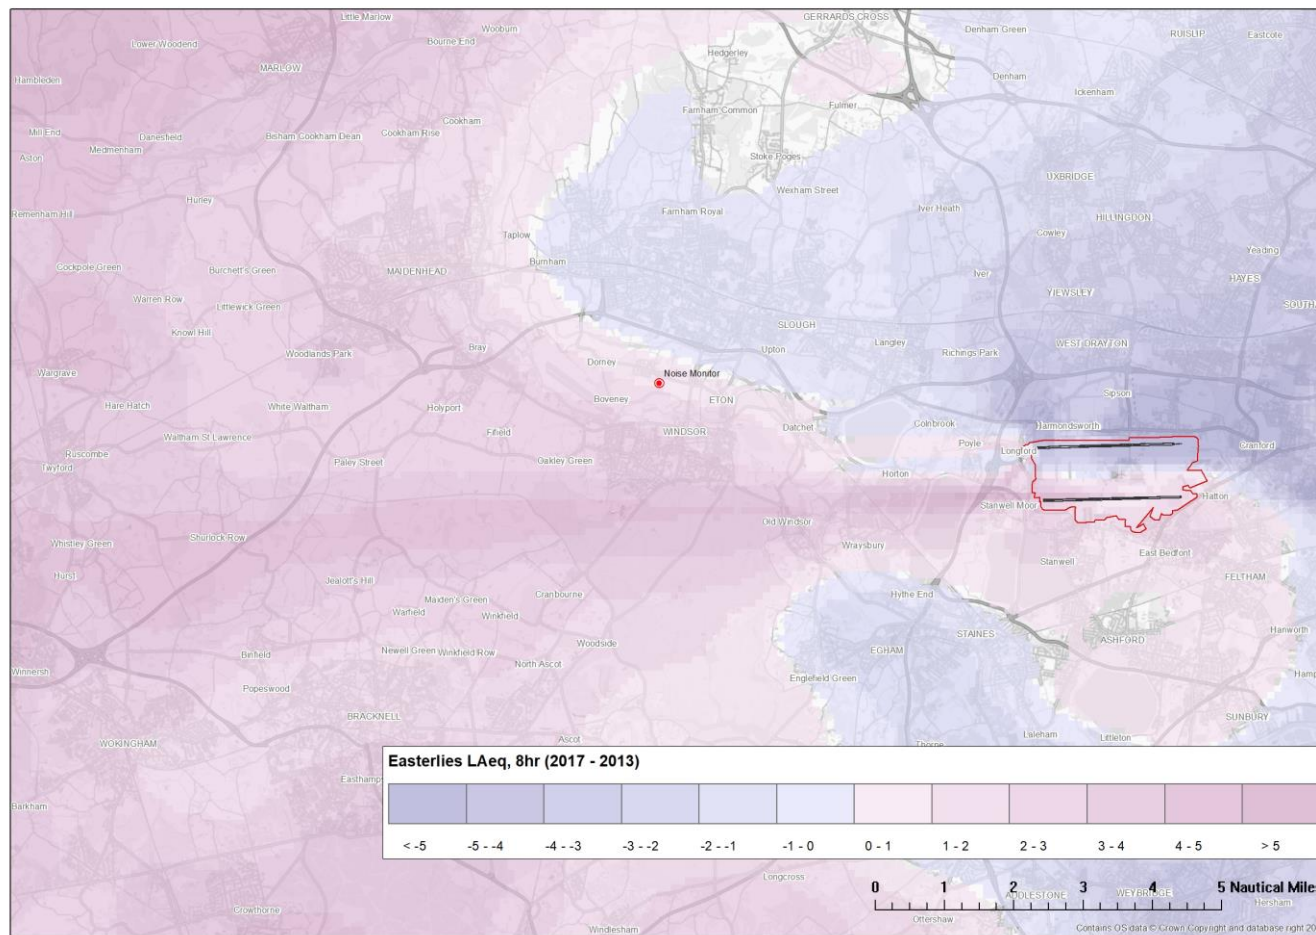 Little Marlow
GERRARDS CROSS
Wooburn
Denham Green
RUISLIP
Eastcote
Lower Woodend
Bourne End
Hedgerley
MARLOW
Denham
Hambleden
Ickenham
Farnham Common
Fulmer
Cookham
Mill End
Danesfield
Bisham
Cookham Dean
Cookham Rise
Medmenham
Aston
Stoke Poges
UXBRIDGE
Wexham Street
Hurley
Remenham Hill
Farnham Royal
Iver Heath
HILLINGDON
Taplow
Cowley
Yeading
Burnham
Cockpole Green
Burchett's Green
MAIDENHEAD
Iver
HAYES
Warren Row
Littlewick Green
YIEWSLEY
SOUTH
Knowl Hill
SLOUGH
Woodlands Park
Bray
Upton
Langley
Richings Park
WEST DRAYTON
Dorney
Wargrave
Noise Monitor
Sipson
Hare Hatch
White Waltham
Holyport
Boveney
ETON
Datchet
Colnbrook
Harmondsworth
Waltham St Lawrence
Fifield
WINDSOR
Poyle
Longford
Cranford
Ruscombe
Twyford
Paley Street
Oakley Green
Horton
Hatton
Stanwell Moor
Old Windsor
Whistley Green
Shurlock Row
Wraysbury
East Bedfont
Stanwell
Hurst
Jealott's Hill
FELTHAM
Cranbourne
Maiden's Green
Hythe End
Warfield
Winkfield
Hanworth
STAINES
ASHFORD
Woodside
EGHAM
Binfield
Newell Green
Winkfield Row
North Ascot
Winnersh
Englefield Green
Hamp
Popeswood
BRACKNELL
SUNBURY
Laleham
Littleton
WOKINGHAM
Ascot
Thorpe
Easthamps
Barkham
Easterlies LAeq, 8hr (2017 - 2013)
< -5 -5 - -4 -4 - -3 -3 - -2 -2 - -1 -1 - 0 0 - 1 1 - 2 2 - 3 3 - 4 4 - 5 > 5
Longcross
0 1 2 3 4 5 Nautical Mile
ADDLESTONE
WEYBRIDGE
Hersham
Crowthorne
Ottershaw
Windlesham
Contains OS data © Crown Copyright and database right 20